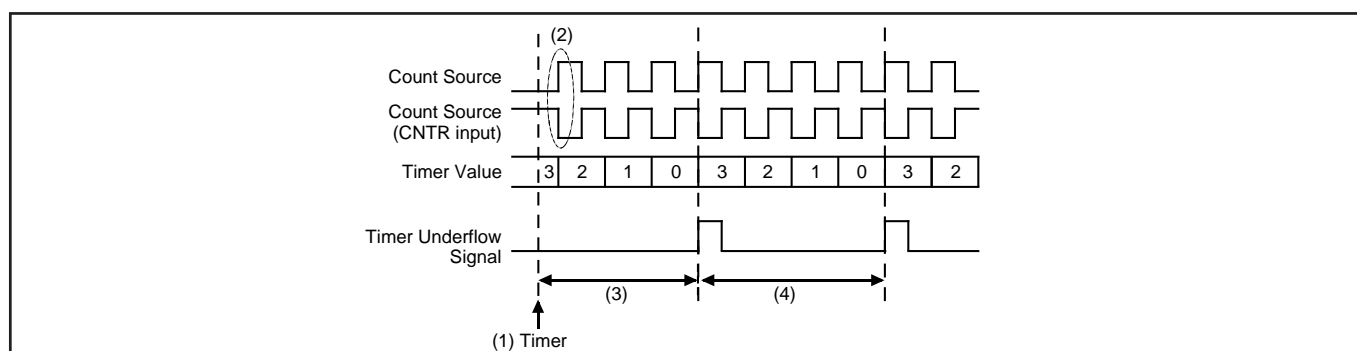 (2)
Count Source
Count Source
(CNTR input)
Timer Value 3 2 1 0 3 2 1 0 3 2
Timer Underflow
Signal
(3) (4)
(1) Timer